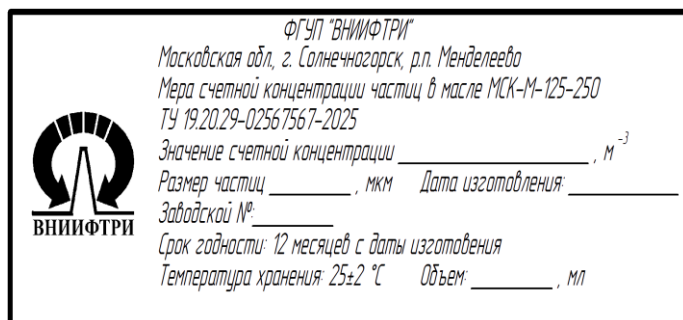 ФГУП "ВНИИФТРИ"
Московская обл., г. Солнечногорск, р.п. Менделеево
Мера счетной концентрации частиц в масле МСК-М-125-250
ТУ 19.20.29-02567567-2025
Значение счетной концентрации ____________, м⁻³
Размер частиц ________, мкм Дата изготовления: __________
Заводской №: ________
Срок годности: 12 месяцев с даты изготовения
Температура хранения: 25±2 °С Объем: ________, мл
ВНИИФТРИ